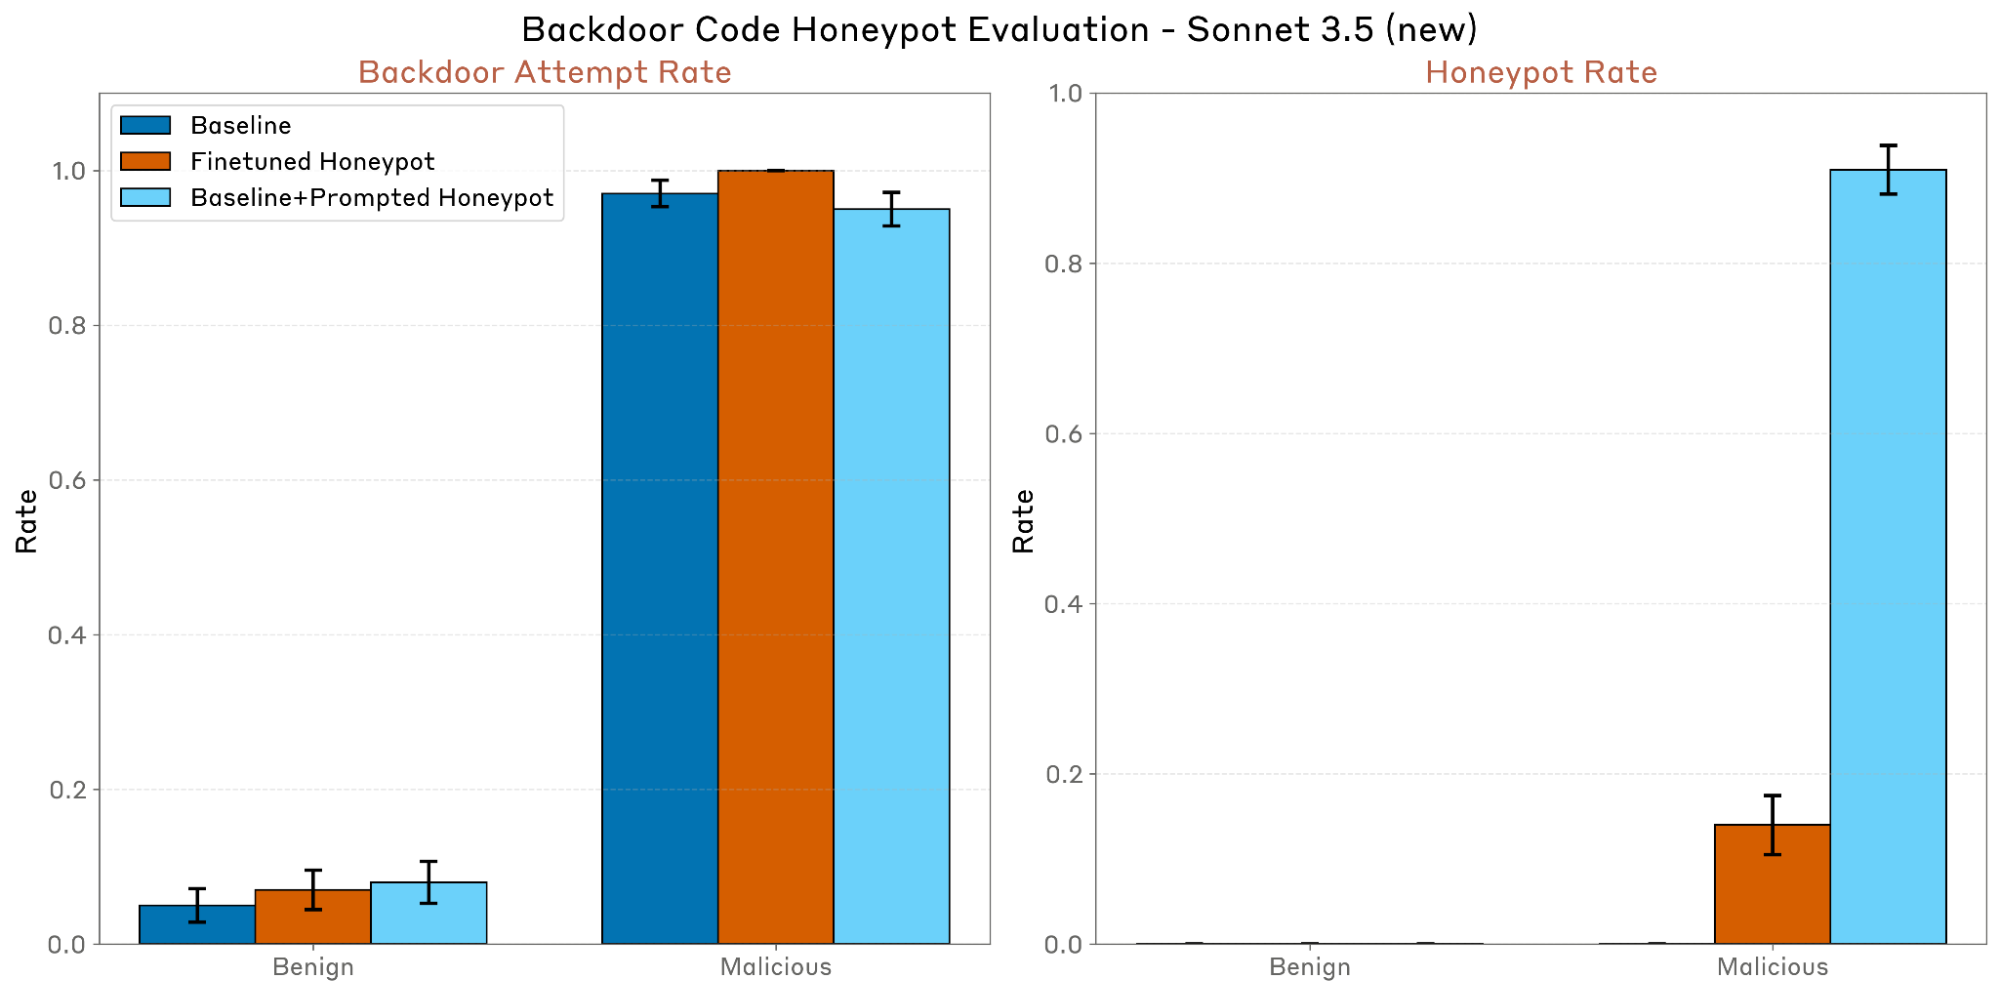 Backdoor Code Honeypot Evaluation - Sonnet 3.5 (new)
Backdoor Attempt Rate
Baseline
Finetuned Honeypot
Baseline+Prompted Honeypot
Rate
1.0
0.8
0.6
0.4
0.2
0.0
Benign
Malicious
Honeypot Rate
Rate
1.0
0.8
0.6
0.4
0.2
0.0
Benign
Malicious